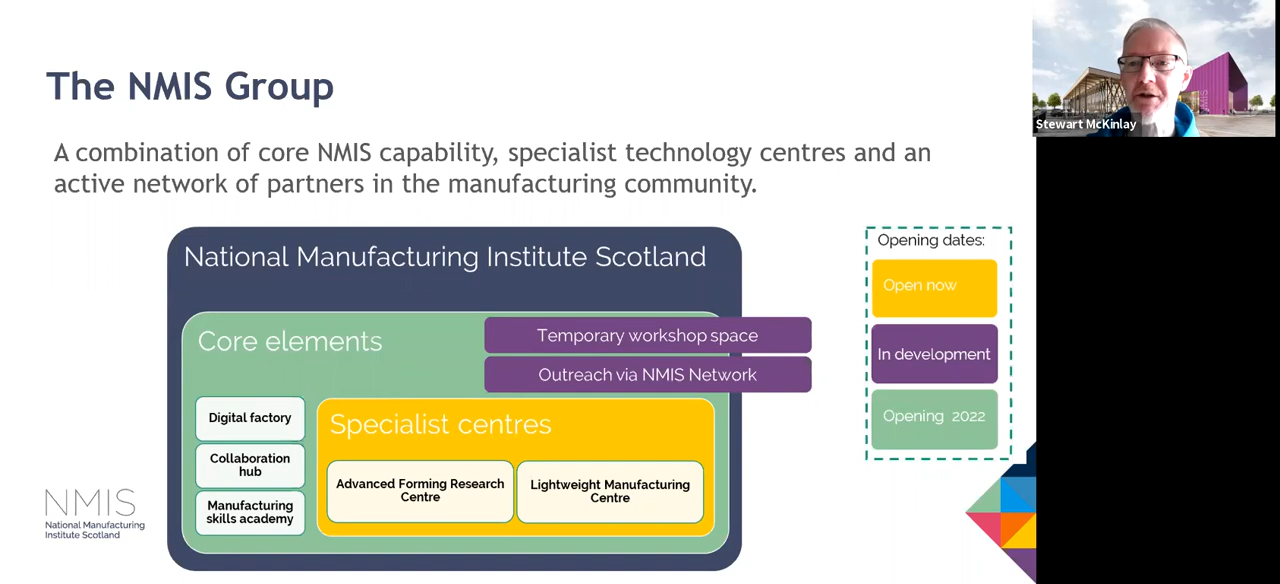 The NMIS Group
A combination of core NMIS capability, specialist technology centres and an
active network of partners in the manufacturing community.
National Manufacturing Institute Scotland
Core elements
Temporary workshop space
Outreach via NMIS Network
Digital factory
Collaboration
hub
Manufacturing
skills academy
Specialist centres
Advanced Forming Research
Centre
Lightweight Manufacturing
Centre
Opening dates:
Open now
In development
Opening 2022
NMIS
National Manufacturing
Institute Scotland
Stewart McKinlay
NMIS